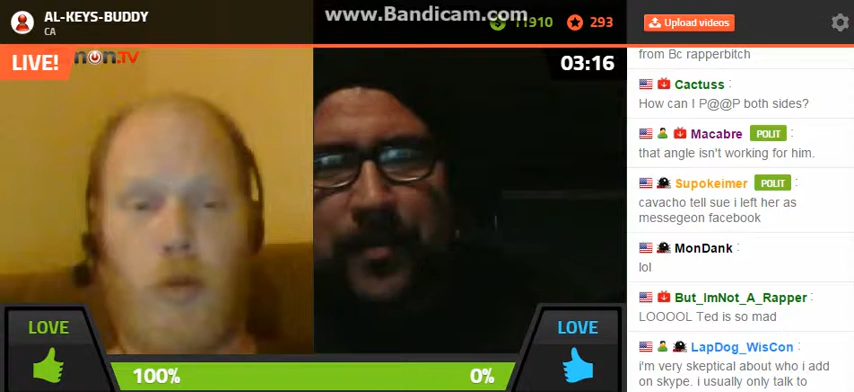 AL-KEYS-BUDDY
CA
www.Bandicam.com
11910
293
Upload videos
LIVE!
non.TV
03:16
from Bc rapperbitch
Cactuss :
How can I P@@P both sides?
Macabre POLIT :
that angle isn't working for him.
Supokeimer POLIT :
cavacho tell sue i left her as
messegeon facebook
MonDank :
lol
But_ImNot_A_Rapper :
LOOOOL Ted is so mad
LapDog_WisCon :
i'm very skeptical about who i add
on skype. i usually only talk to
LOVE
LOVE
100%
0%